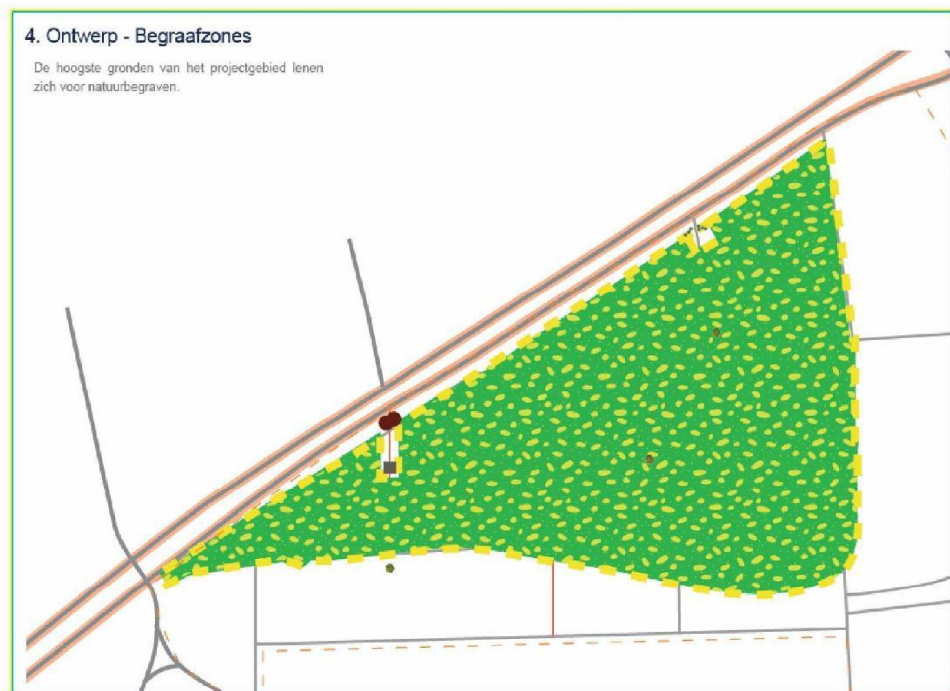 4. Ontwerp - Begraafzones
De hoogste gronden van het projectgebied lenen
zich voor natuurbegraven.